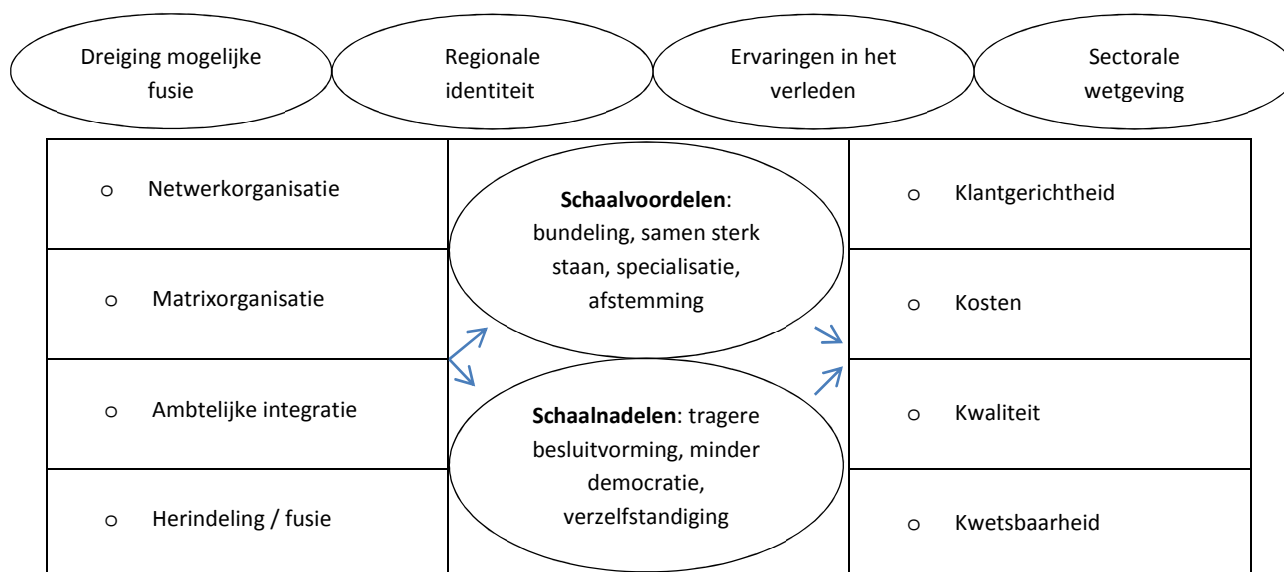 Dreiging mogelijke
fusie
Regionale
identiteit
Ervaringen in het
verleden
Sectorale
wetgeving
o Netwerkorganisatie
o Matrixorganisatie
o Ambtelijke integratie
o Herindeling / fusie
Schaalvoordelen:
bundeling, samen sterk
staan, specialisatie,
afstemming
Schaalnadelen: tragere
besluitvorming, minder
democratie,
verzelfstandiging
o Klantgerichtheid
o Kosten
o Kwaliteit
o Kwetsbaarheid